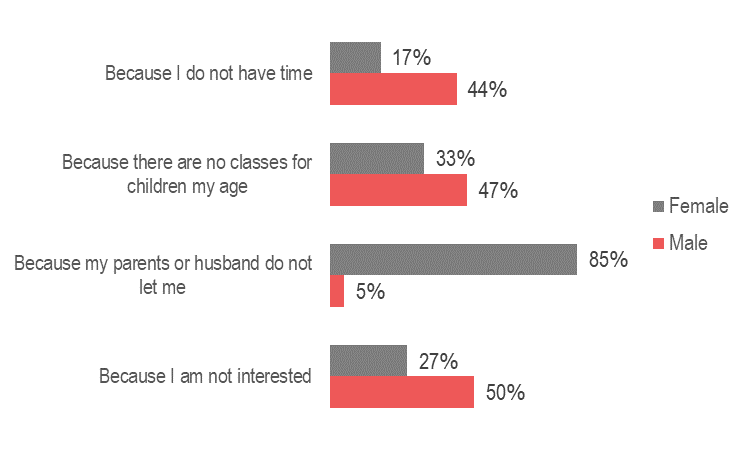 17%
Because I do not have time
44%
Because there are no classes for
33%
children my age
47%
Female
Male
Because my parents or husband do not
85%
let me
5%
27%
Because I am not interested
50%